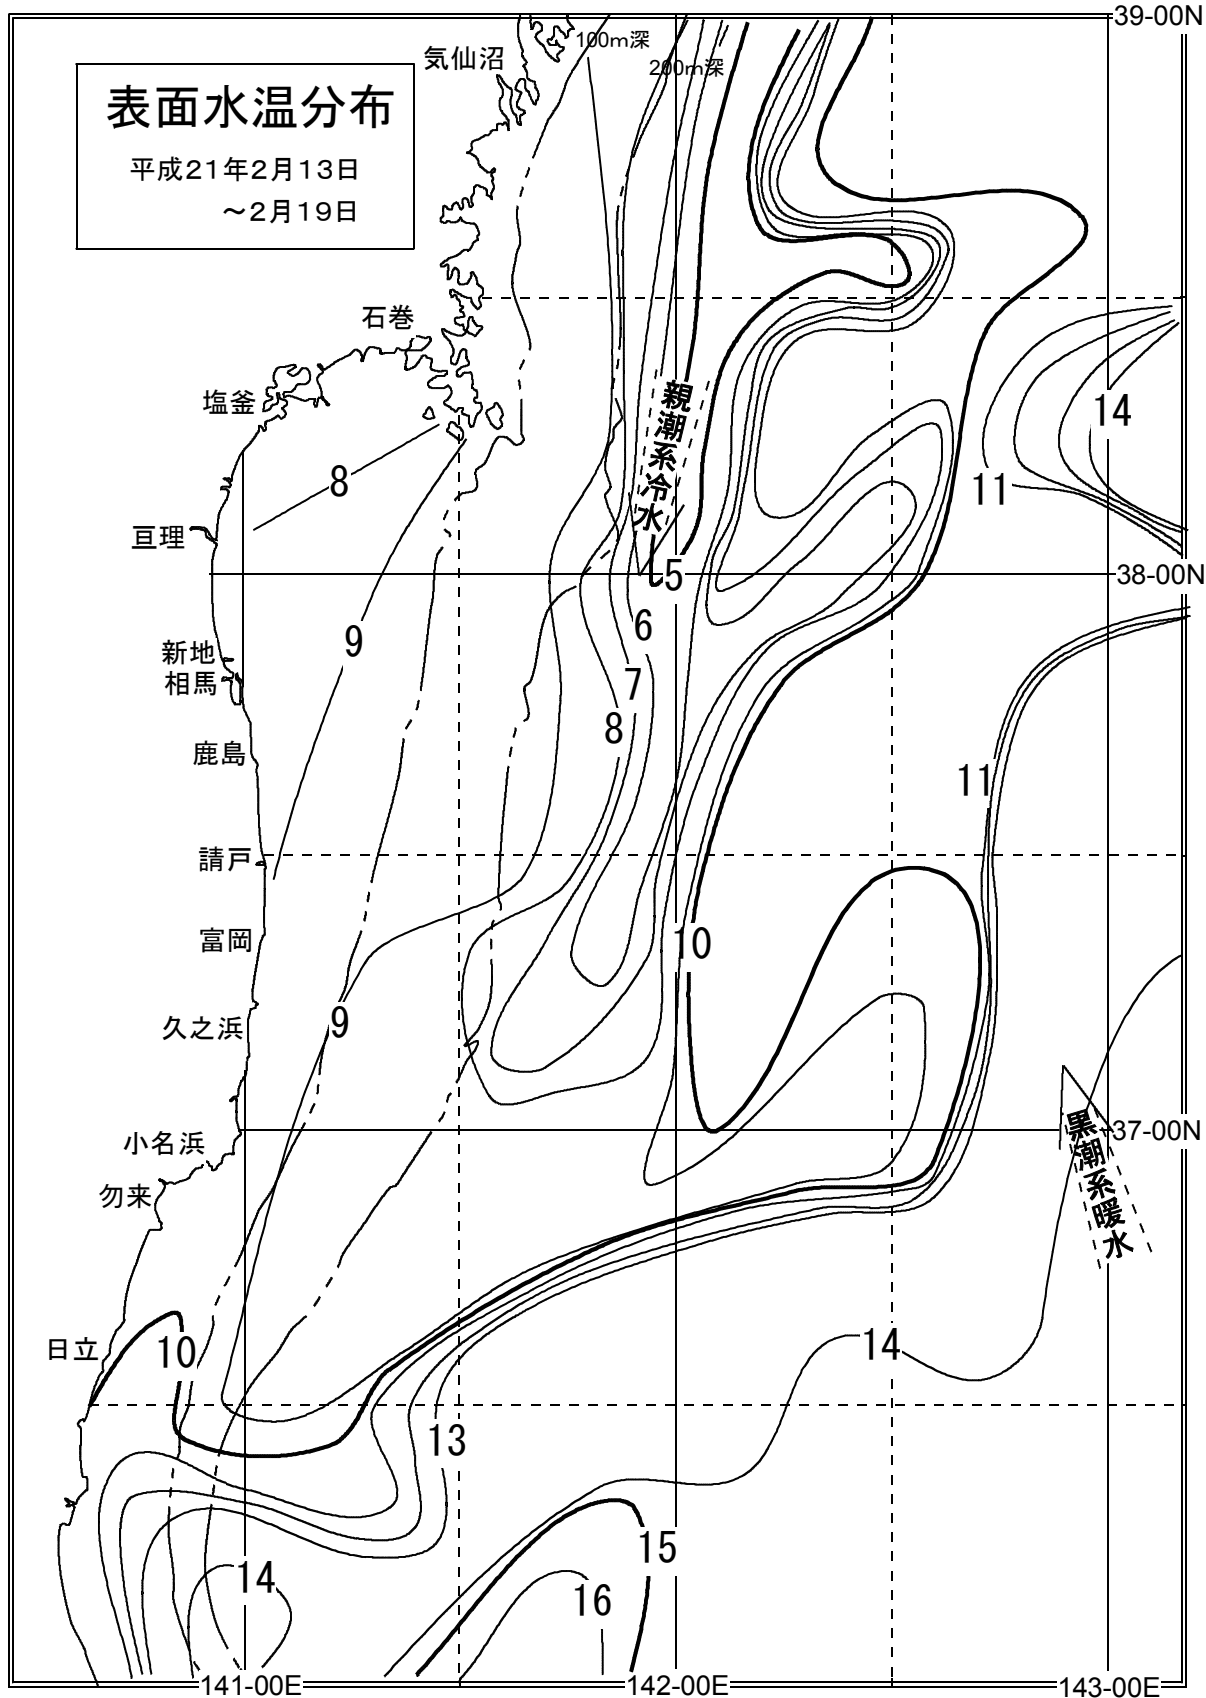 39-00N
100m深
気仙沼
200m深
表面水温分布
平成21年2月13日
～2月19日
石巻
塩釜
親潮系冷水
14
8
11
亘理
5
38-00N
6
9
新地
相馬
7
8
鹿島
11
請戸
富岡
10
久之浜
9
小名浜
37-00N
黒潮系暖水
勿来
日立
10
14
13
15
14
16
141-00E
142-00E
143-00E